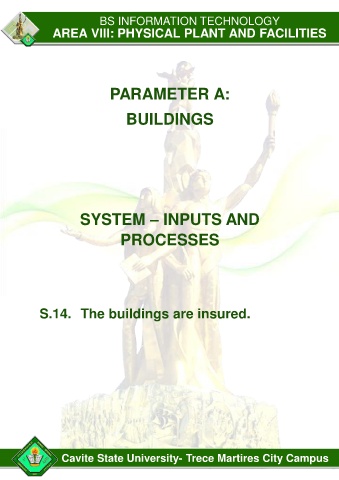 BS INFORMATION TECHNOLOGY
AREA VIII: PHYSICAL PLANT AND FACILITIES
PARAMETER A:
BUILDINGS
SYSTEM – INPUTS AND
PROCESSES
S.14. The buildings are insured.
Cavite State University- Trece Martires City Campus